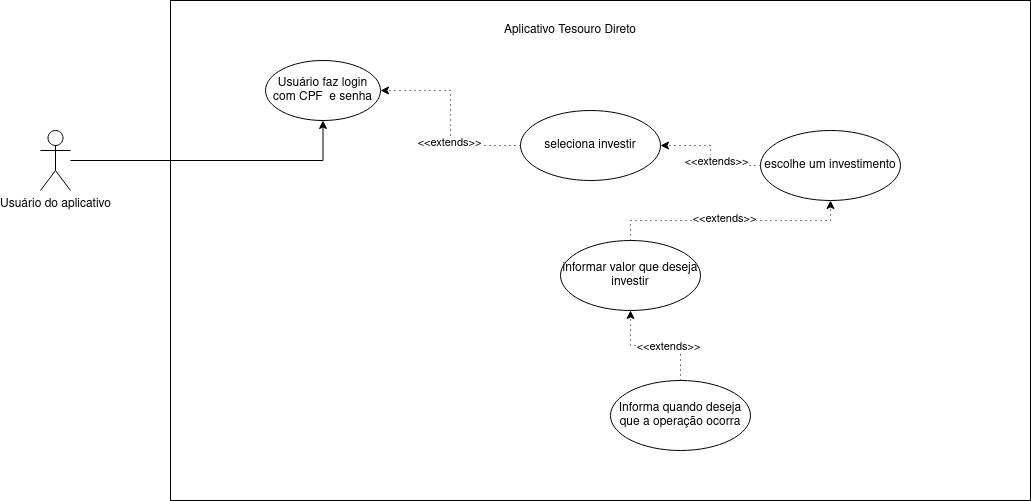 Aplicativo Tesouro Direto
Usuário faz login
com CPF e senha
<<extends>>
seleciona investir
<<extends>>
escolhe um investimento
Usuário do aplicativo
<<extends>>
informar valor que deseja
investir
<<extends>>
Informa quando deseja
que a operação ocorra